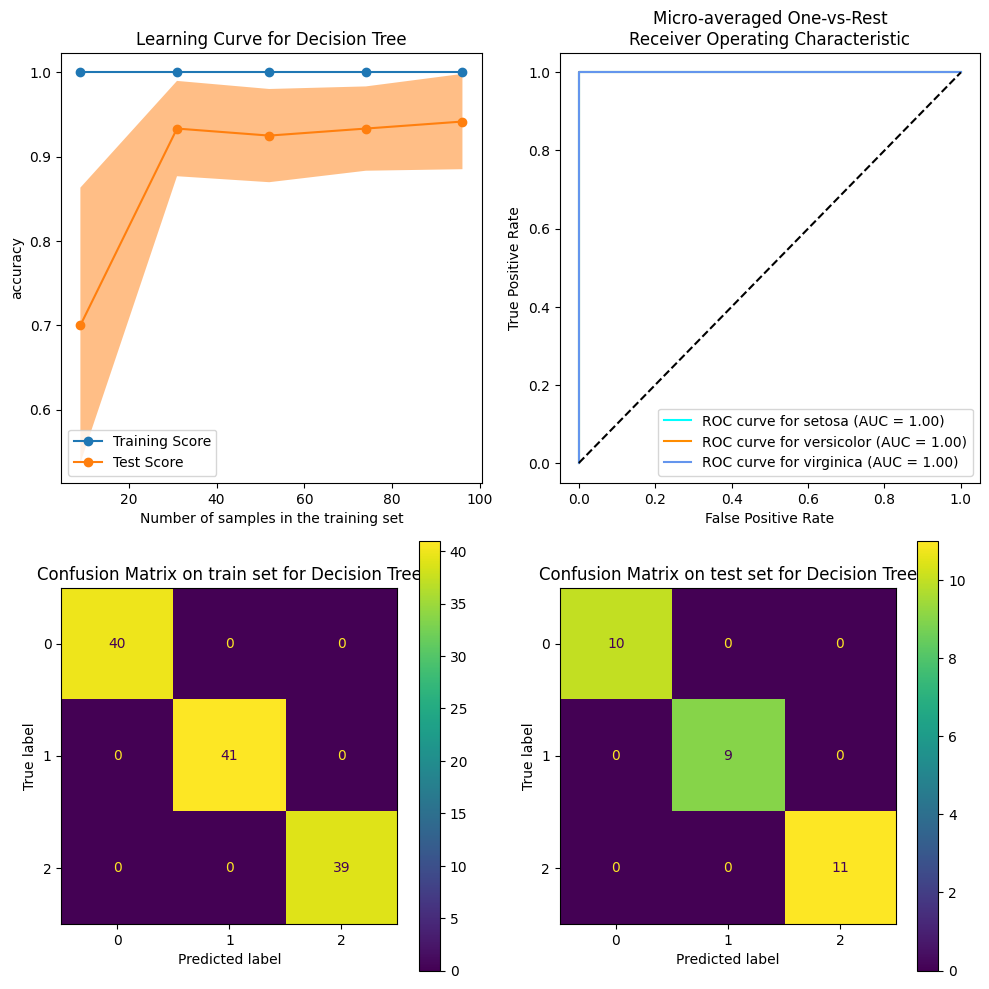 Learning Curve for Decision Tree
1.0
0.9
0.8
0.7
0.6
accuracy
Training Score
Test Score
20
40
60
80
100
Number of samples in the training set
Micro-averaged One-vs-Rest
Receiver Operating Characteristic
1.0
0.8
0.6
0.4
0.2
0.0
True Positive Rate
ROC curve for setosa (AUC = 1.00)
ROC curve for versicolor (AUC = 1.00)
ROC curve for virginica (AUC = 1.00)
0.0
0.2
0.4
0.6
0.8
1.0
False Positive Rate
Confusion Matrix on train set for Decision Tree
0
1
2
True label
40 0 0
0 41 0
0 0 39
0
1
2
Predicted label
40
35
30
25
20
15
10
5
0
Confusion Matrix on test set for Decision Tree
0
1
2
True label
10 0 0
0 9 0
0 0 11
0
1
2
Predicted label
10
8
6
4
2
0